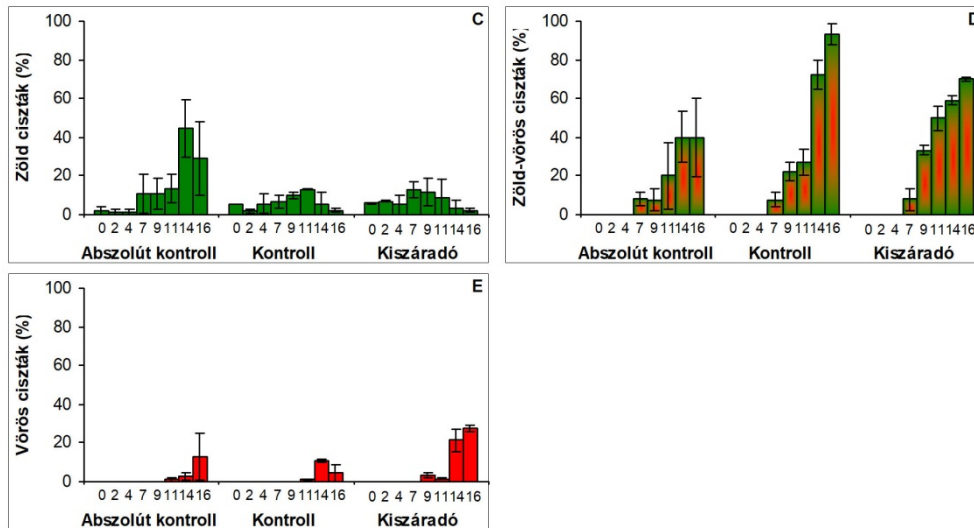 C
Zöld ciszták (%)
100
80
60
40
20
0
0 2 4 7 9 11 14 16 0 2 4 7 9 11 14 16 0 2 4 7 9 11 14 16
Abszolút kontroll Kontroll Kiszáradó
D
Zöld-vörös ciszták (%)
100
80
60
40
20
0
0 2 4 7 9 11 14 16 0 2 4 7 9 11 14 16 0 2 4 7 9 11 14 16
Abszolút kontroll Kontroll Kiszáradó
E
Vörös ciszták (%)
100
80
60
40
20
0
0 2 4 7 9 11 14 16 0 2 4 7 9 11 14 16 0 2 4 7 9 11 14 16
Abszolút kontroll Kontroll Kiszáradó